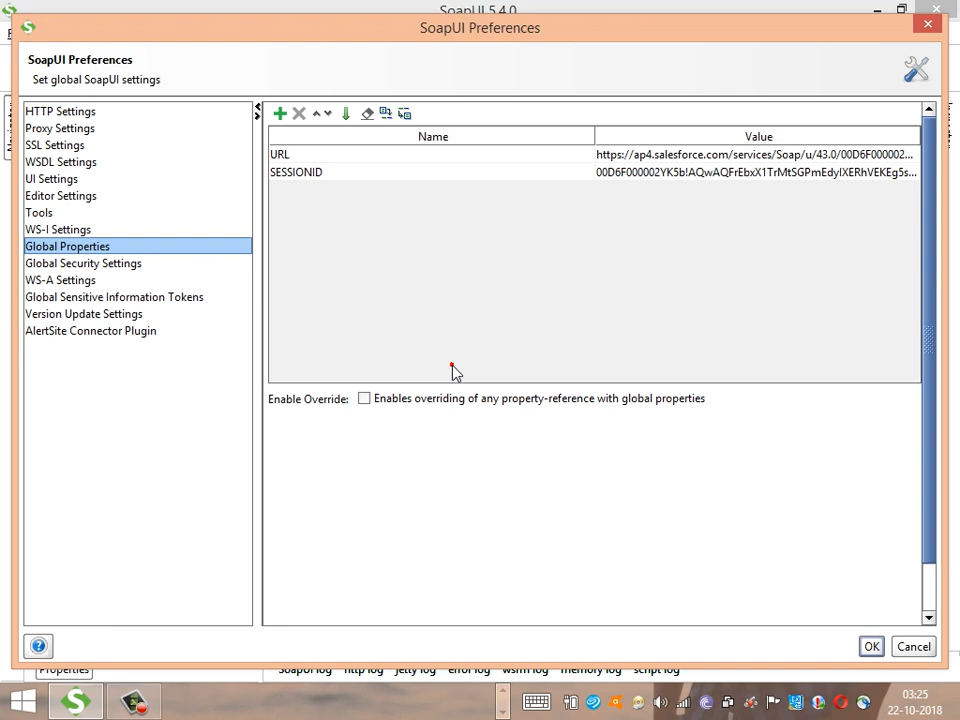 SoapUI 5.4.0
SoapUI Preferences
SoapUI Preferences
Set global SoapUI settings
HTTP Settings
Proxy Settings
SSL Settings
WSDL Settings
UI Settings
Editor Settings
Tools
WS-I Settings
Global Properties
Global Security Settings
WS-A Settings
Global Sensitive Information Tokens
Version Update Settings
AlertSite Connector Plugin
Name Value
URL https://ap4.salesforce.com/services/Soap/u/43.0/00D6F000002...
SESSIONID 00D6F000002YK5b!AQwAQFrEbxX1TrMtSGPmEdyIXERhVEKEg5s...
Enable Override: Enables overriding of any property-reference with global properties
OK Cancel
Properties SoapUI log http log jetty log error log wsrm log memory log script log
03:25
22-10-2018